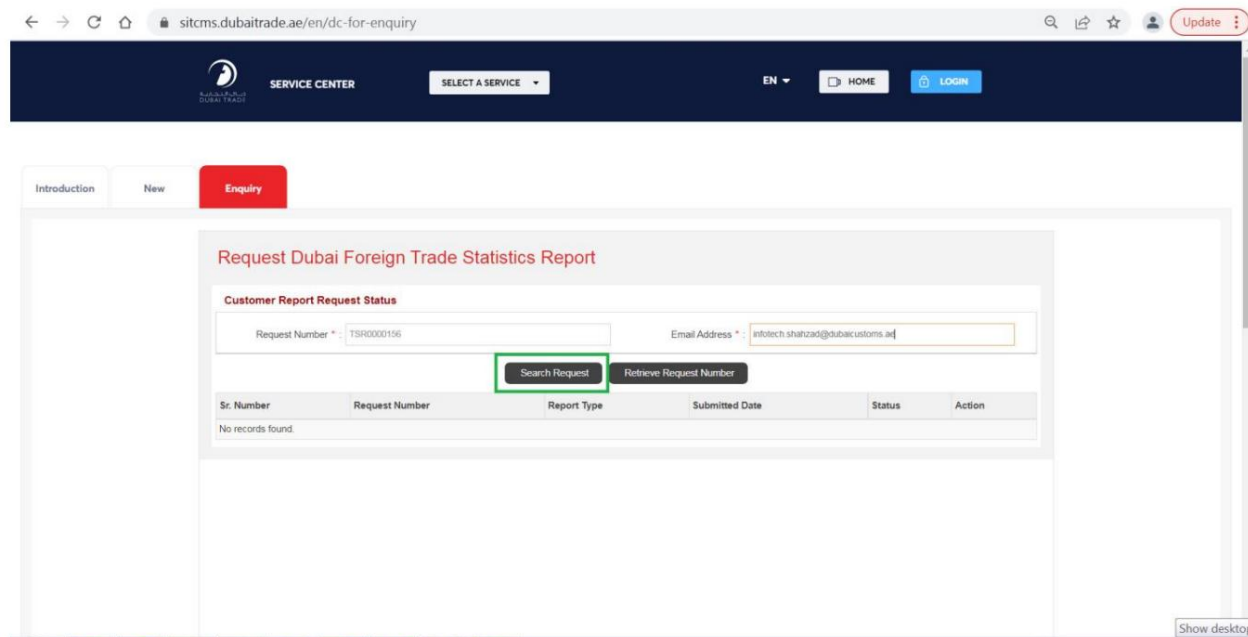 sitcms.dubaitrade.ae/en/dc-for-enquiry Update
DUBAI TRADE SERVICE CENTER SELECT A SERVICE EN HOME LOGIN
Introduction New Enquiry
Request Dubai Foreign Trade Statistics Report
Customer Report Request Status
Request Number * : TSR0000156 Email Address * : infotech.shahzad@dubaicustoms.ae
Search Request Retrieve Request Number
Sr. Number Request Number Report Type Submitted Date Status Action
No records found.
Show desktop